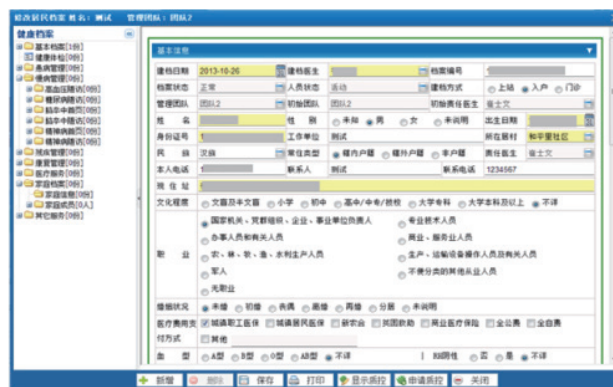 修改居民档案 姓名：测试 管理团队：团队2
健康档案
基本档案[1份]
健康体检[0份]
慢病管理[0份]
高血压随访[0份]
糖尿病随访[0份]
脑卒中随访[0份]
精神病随访[0份]
康复管理[0份]
医疗服务[0份]
家庭档案[0份]
家庭信息[0份]
家庭成员[0人]
其它服务[0份]
基本信息
建档日期 2013-10-26 建档医生 档案编号
档案状态 正常 人员状态 活动 建档方式 上站 入户 门诊
管理团队 团队2 初始团队 团队2 初始责任医生
姓 名 性 别 未知 男 女 未说明 出生日期
身份证号 工作单位 测试 所在居村 和平里社区
民 族 汉族 常住类型 辖内户籍 辖外户籍 非户籍 责任医生
本人电话 联系人 测试 联系电话 1234567
现 住 址
文化程度 文盲及半文盲 小学 初中 高中/中专/技校 大学专科 大学本科及以上 不详
国家机关、党群组织、企业、事业单位负责人 专业技术人员
办事人员和有关人员 商业、服务业人员
职 业 农、林、牧、渔、水利生产人员 生产、运输设备操作人员及有关人员
军人 不便分类的其他从业人员
无职业
婚姻状况 未婚 初婚 丧偶 离婚 再婚 分居 未说明
医疗费用支付方式 城镇职工医保 城镇居民医保 新农合 贫困救助 商业医疗保险 全公费 全自费
其他
血 型 A型 B型 O型 AB型 不详 RH阴性 否 是 不详
新增 删除 保存 打印 显示质控 申请质控 关闭